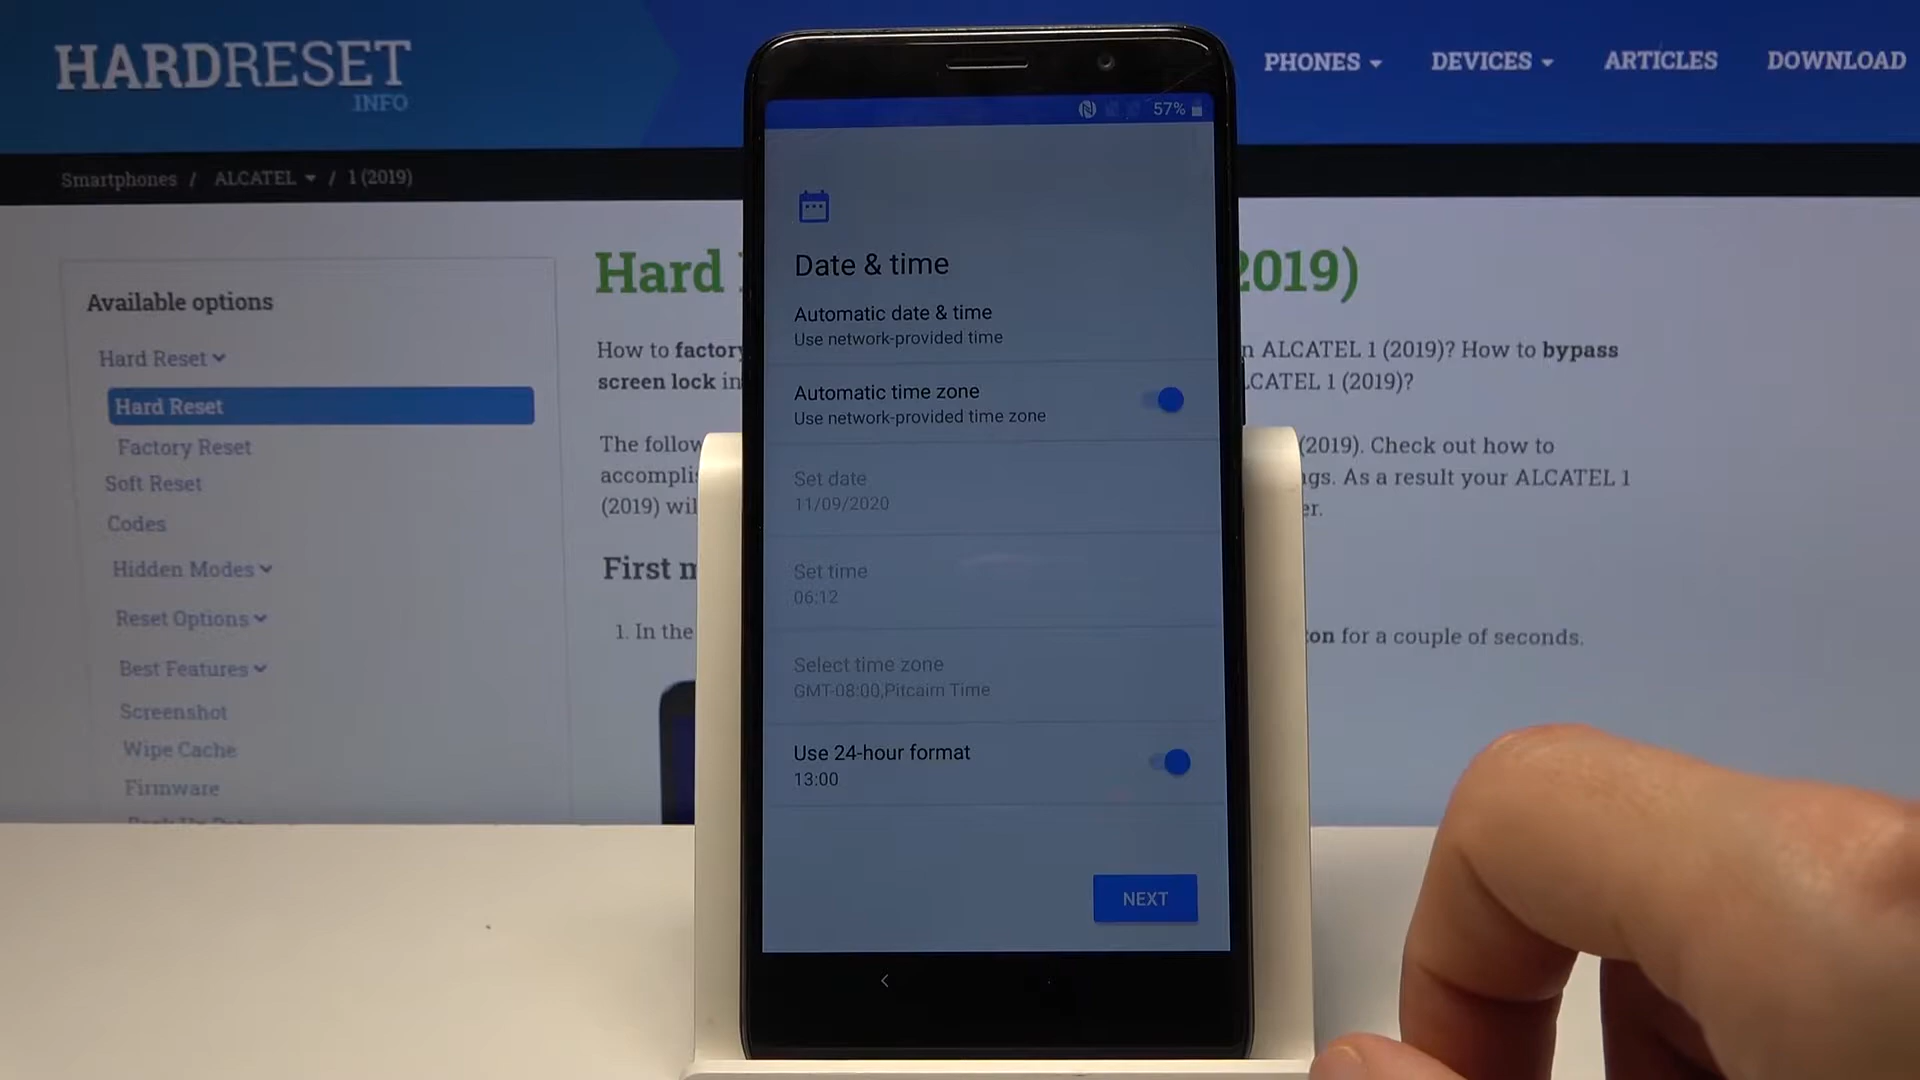 HARDRESET
INFO
PHONES
DEVICES
ARTICLES
DOWNLOAD
Smartphones / ALCATEL / 1 (2019)
Available options
Hard Reset
Hard Reset
Factory Reset
Soft Reset
Codes
Hidden Modes
Reset Options
Best Features
Screenshot
Wipe Cache
Firmware
Hard
2019)
How to factory
ALCATEL 1 (2019)? How to bypass
screen lock in
LCATEL 1 (2019)?
The follow
(2019). Check out how to
accomplis
ngs. As a result your ALCATEL 1
(2019) wil
er.
First m
1. In the
ton for a couple of seconds.
57%
Date & time
Automatic date & time
Use network-provided time
Automatic time zone
Use network-provided time zone
Set date
11/09/2020
Set time
06:12
Select time zone
GMT-08:00,Pitcairn Time
Use 24-hour format
13:00
NEXT